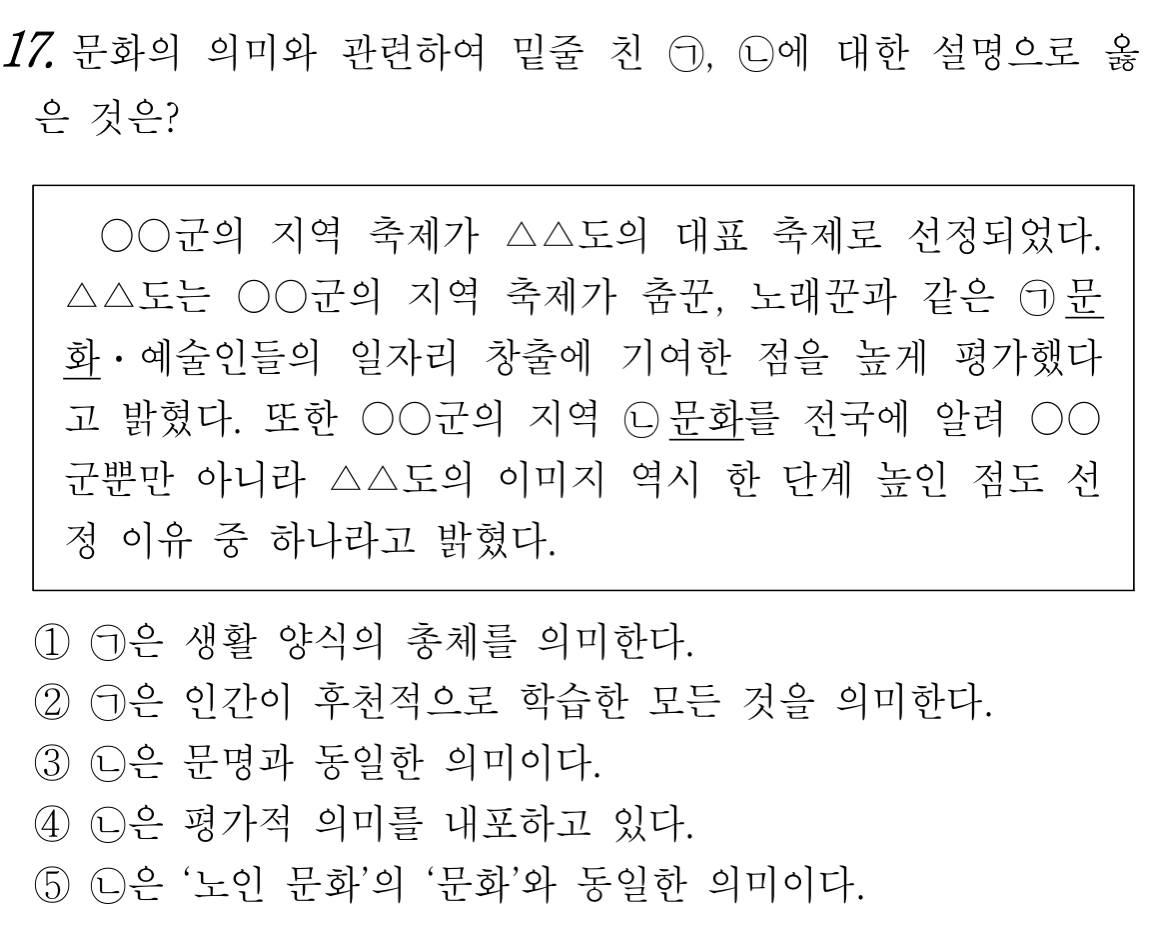 17. 문화의 의미와 관련하여 밑줄 친 ㉠, ㉡에 대한 설명으로 옳
은 것은?
○○군의 지역 축제가 △△도의 대표 축제로 선정되었다.
△△도는 ○○군의 지역 축제가 춤꾼, 노래꾼과 같은 ㉠문
화·예술인들의 일자리 창출에 기여한 점을 높게 평가했다
고 밝혔다. 또한 ○○군의 지역 ㉡문화를 전국에 알려 ○○
군뿐만 아니라 △△도의 이미지 역시 한 단계 높인 점도 선
정 이유 중 하나라고 밝혔다.
① ㉠은 생활 양식의 총체를 의미한다.
② ㉠은 인간이 후천적으로 학습한 모든 것을 의미한다.
③ ㉡은 문명과 동일한 의미이다.
④ ㉡은 평가적 의미를 내포하고 있다.
⑤ ㉡은 ‘노인 문화’의 ‘문화’와 동일한 의미이다.